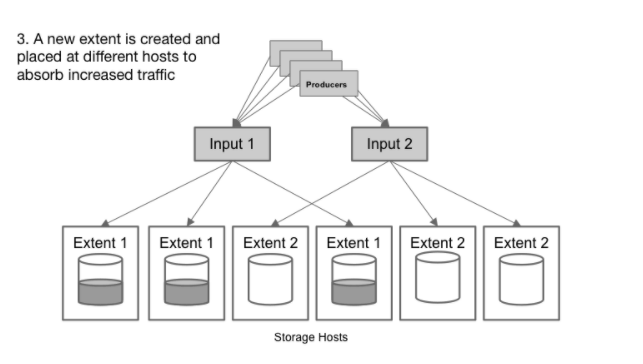 3. A new extent is created and
placed at different hosts to
absorb increased traffic
Producers
Input 1
Input 2
Extent 1
Extent 1
Extent 2
Extent 1
Extent 2
Extent 2
Storage Hosts